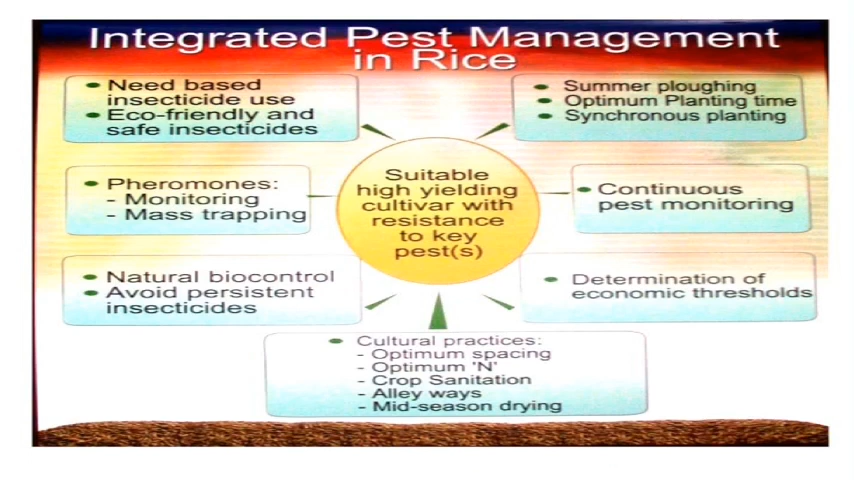 Integrated Pest Management
in Rice
• Need based
insecticide use
• Eco-friendly and
safe insecticides
• Summer ploughing
• Optimum Planting time
• Synchronous planting
• Pheromones:
- Monitoring
- Mass trapping
Suitable
high yielding
cultivar with
resistance
to key
pest(s)
• Continuous
pest monitoring
• Natural biocontrol
• Avoid persistent
insecticides
• Determination of
economic thresholds
• Cultural practices:
- Optimum spacing
- Optimum 'N'
- Crop Sanitation
- Alley ways
- Mid-season drying